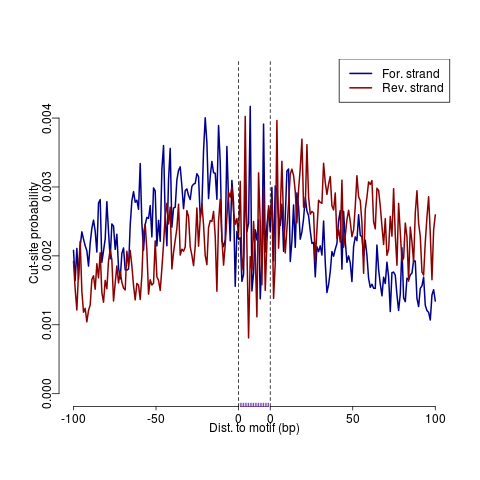 For. strand
Rev. strand
Cut-site probability
0.004
0.003
0.002
0.001
0.000
-100 -50 0 0 50 100
Dist. to motif (bp)